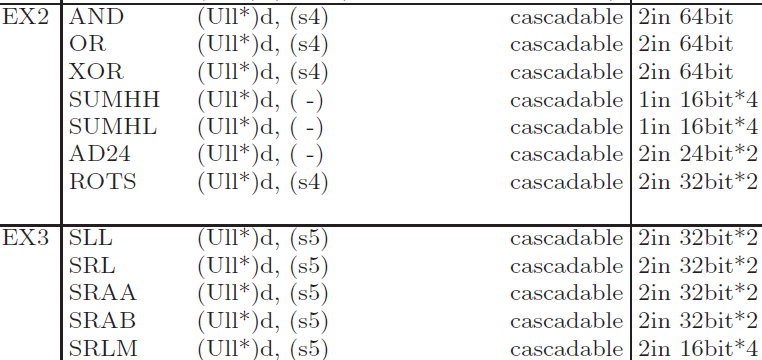 EX2 AND (Ull*)d, (s4) cascadable 2in 64bit
OR (Ull*)d, (s4) cascadable 2in 64bit
XOR (Ull*)d, (s4) cascadable 2in 64bit
SUMHH (Ull*)d, ( -) cascadable 1in 16bit*4
SUMHL (Ull*)d, ( -) cascadable 1in 16bit*4
AD24 (Ull*)d, ( -) cascadable 2in 24bit*2
ROTS (Ull*)d, (s4) cascadable 2in 32bit*2
EX3 SLL (Ull*)d, (s5) cascadable 2in 32bit*2
SRL (Ull*)d, (s5) cascadable 2in 32bit*2
SRAA (Ull*)d, (s5) cascadable 2in 32bit*2
SRAB (Ull*)d, (s5) cascadable 2in 32bit*2
SRLM (Ull*)d, (s5) cascadable 2in 16bit*4